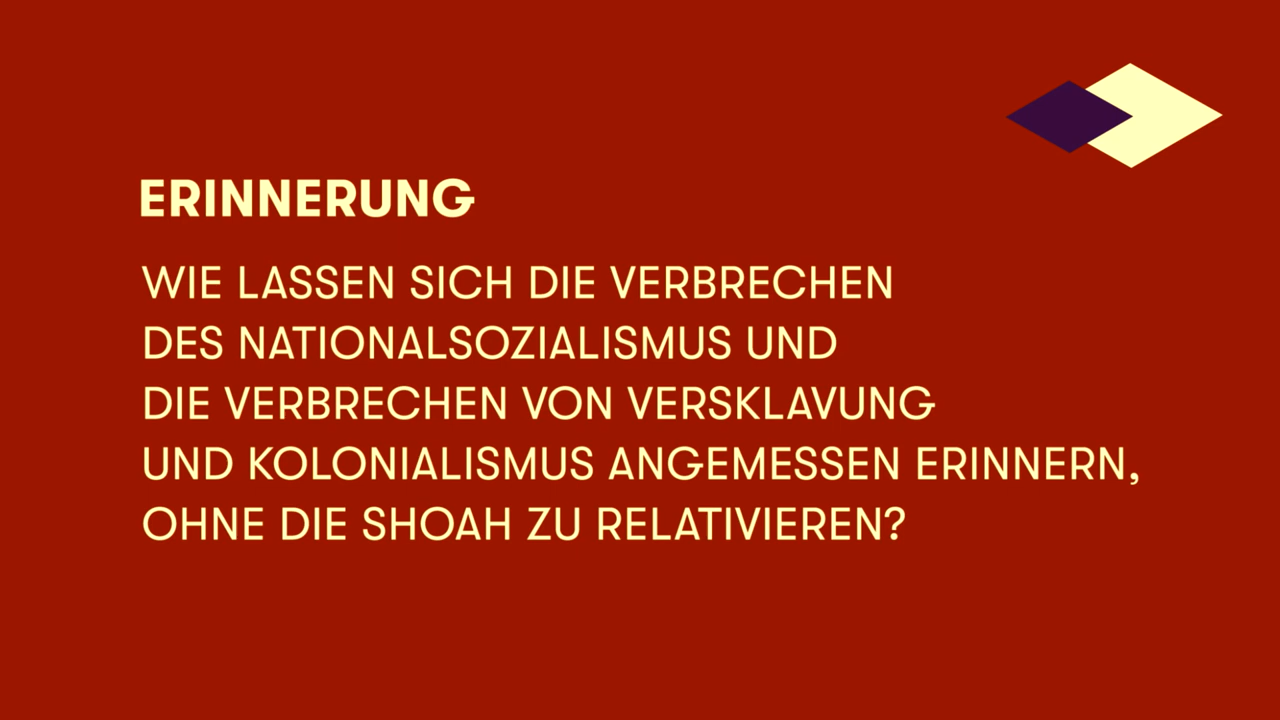 ERINNERUNG
WIE LASSEN SICH DIE VERBRECHEN
DES NATIONALSOZIALISMUS UND
DIE VERBRECHEN VON VERSKLAVUNG
UND KOLONIALISMUS ANGEMESSEN ERINNERN,
OHNE DIE SHOAH ZU RELATIVIEREN?